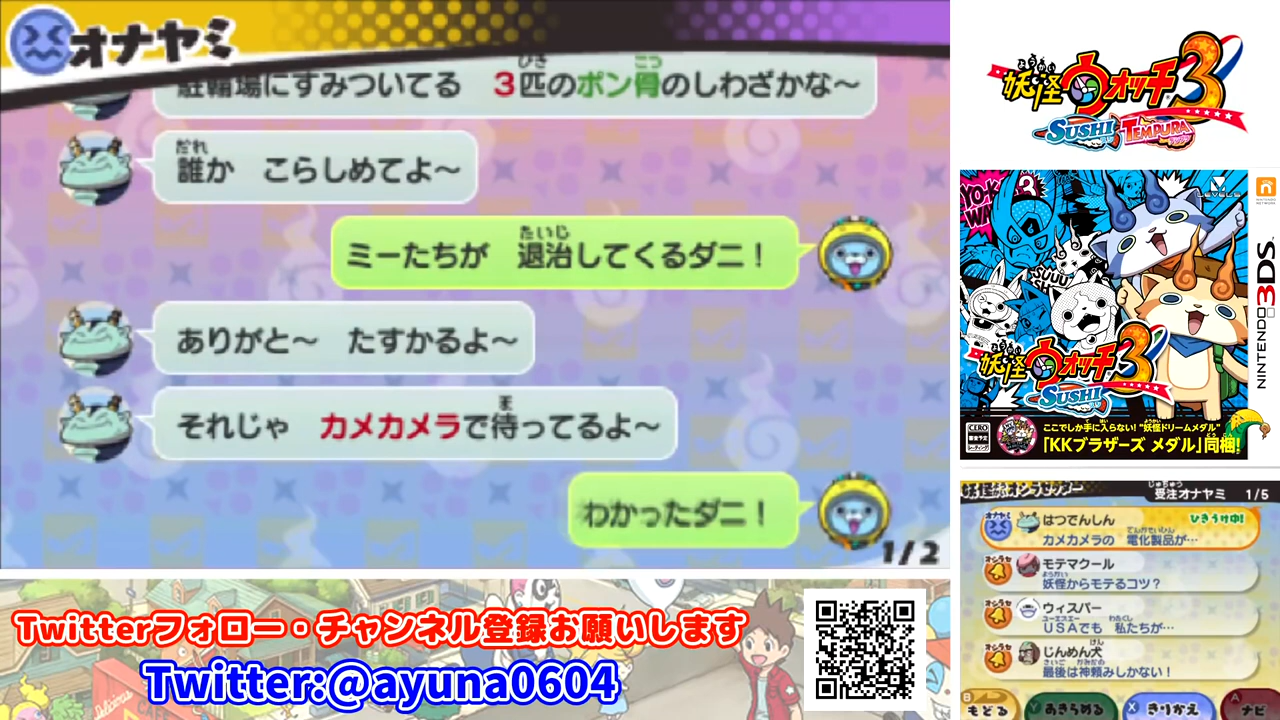 オナヤミ
駐輪場にすみついてる 3匹のポン骨のしわざかな〜
誰か こらしめてよ〜
ミーたちが 退治してくるダニ！
ありがと〜 たすかるよ〜
それじゃ カメカメラで待ってるよ〜
わかったダニ！
1/2
Twitterフォロー・チャンネル登録お願いします
Twitter:@ayuna0604
妖怪ウォッチ3
SUSHI TEMPURA
NINTENDO 3DS
妖怪ウォッチ3
SUSHI
CERO
ここでしか手に入らない！"妖怪ドリームメダル"
「KKブラザーズ メダル」同梱！
受注オナヤミ 1/5
はつでんしん ひきうけ中!
カメカメラの 電化製品が…
モテマクール
妖怪からモテるコツ？
ウィスパー
USAでも 私たちが…
じんめん犬
最後は神頼みしかない！
B もどる Y あきらめる X きりかえ A ナビ